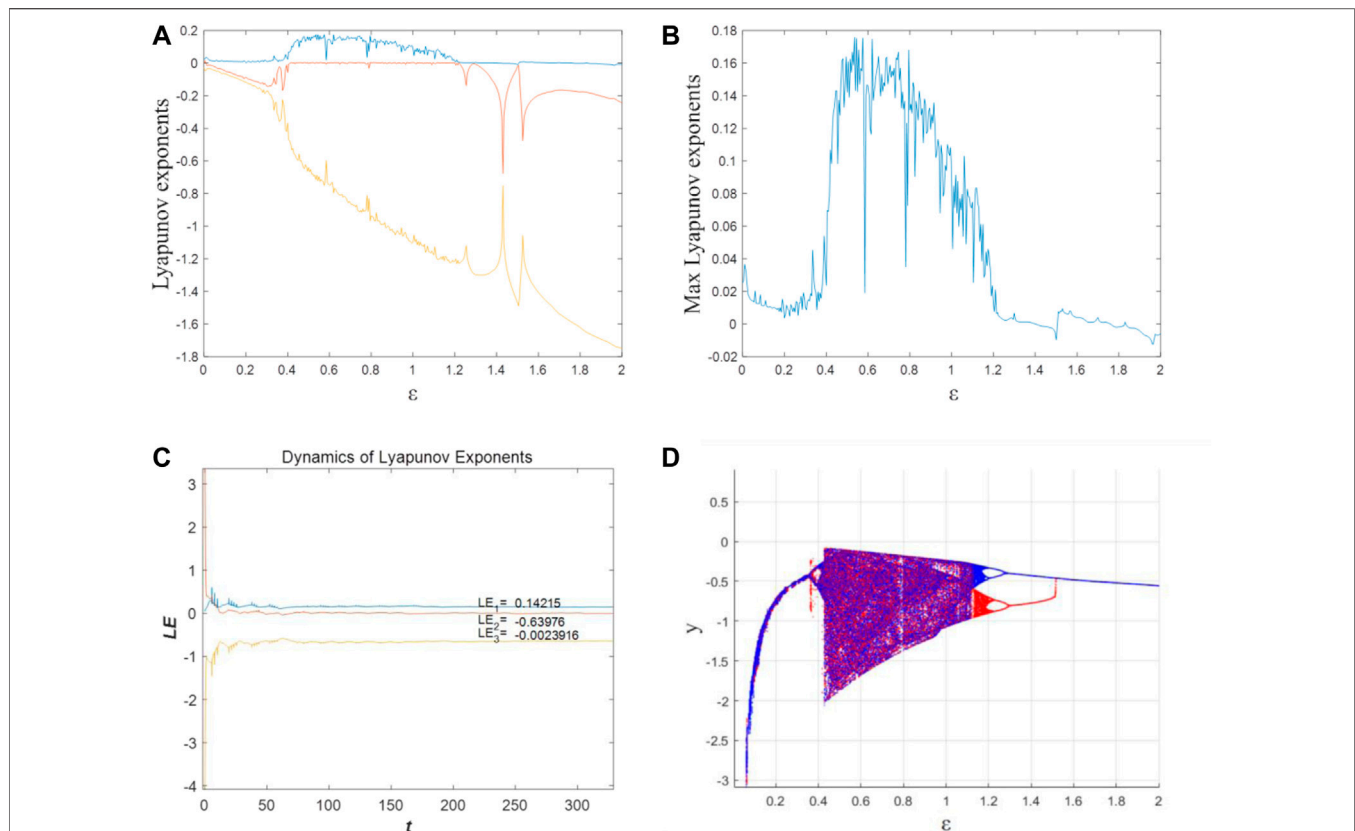 A
Lyapunov exponents
0.2
0
-0.2
-0.4
-0.6
-0.8
-1
-1.2
-1.4
-1.6
-1.8
0 0.2 0.4 0.6 0.8 1 1.2 1.4 1.6 1.8 2
ε
B
Max Lyapunov exponents
0.18
0.16
0.14
0.12
0.1
0.08
0.06
0.04
0.02
0
-0.02
0 0.2 0.4 0.6 0.8 1 1.2 1.4 1.6 1.8 2
ε
C
Dynamics of Lyapunov Exponents
LE
3
2
1
0
-1
-2
-3
-4
LE1= 0.14215
LE2= -0.63976
LE3= -0.0023916
0 50 100 150 200 250 300
t
D
y
0.5
0
-0.5
-1
-1.5
-2
-2.5
-3
0.2 0.4 0.6 0.8 1 1.2 1.4 1.6 1.8 2
ε